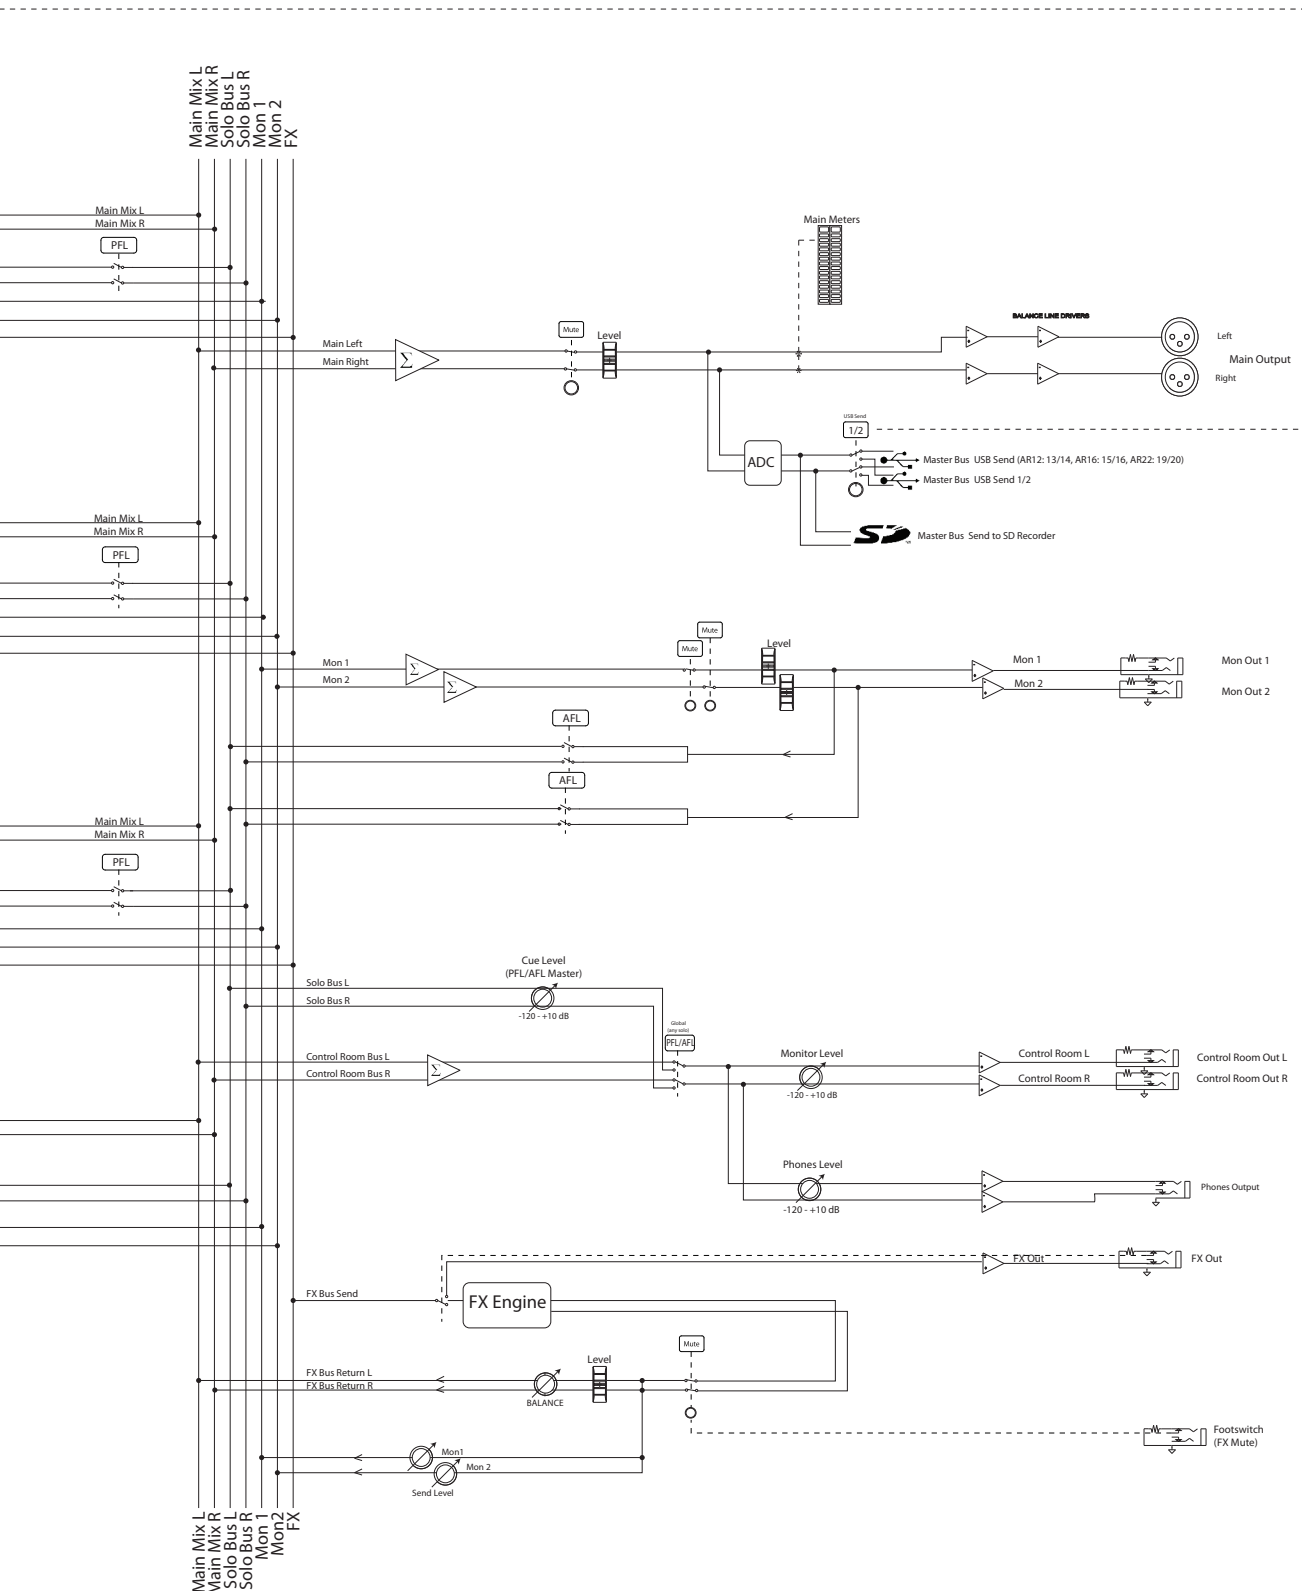 Main Mix L
Main Mix R
Solo Bus L
Solo Bus R
Mon 1
Mon 2
FX
Main Mix L
Main Mix R
PFL
Main Meters
BALANCE LINE DRIVERS
Mute
Level
Main Left
Main Right
Σ
Left
Main Output
Right
USB Send
1/2
ADC
Master Bus USB Send (AR12: 13/14, AR16: 15/16, AR22: 19/20)
Master Bus USB Send 1/2
SD
Master Bus Send to SD Recorder
Main Mix L
Main Mix R
PFL
Mute
Mute
Level
Mon 1
Mon 2
Σ
Σ
Mon 1
Mon 2
Mon Out 1
Mon Out 2
AFL
AFL
Main Mix L
Main Mix R
PFL
Cue Level
(PFL/AFL Master)
Solo Bus L
Solo Bus R
-120 - +10 dB
Global
(any solo)
PFL/AFL
Control Room Bus L
Control Room Bus R
Σ
Monitor Level
-120 - +10 dB
Control Room L
Control Room R
Control Room Out L
Control Room Out R
Phones Level
-120 - +10 dB
Phones Output
FX Out
FX Out
FX Bus Send
FX Engine
Mute
Level
FX Bus Return L
FX Bus Return R
BALANCE
Footswitch
(FX Mute)
Mon1
Mon 2
Send Level
Main Mix L
Main Mix R
Solo Bus L
Solo Bus R
Mon 1
Mon2
FX